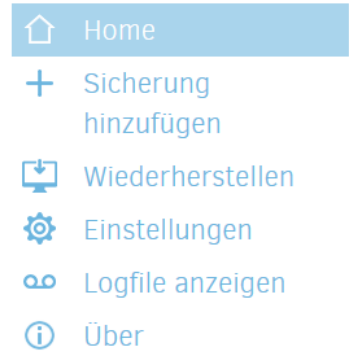 Home
Sicherung
hinzufügen
Wiederherstellen
Einstellungen
Logfile anzeigen
Über